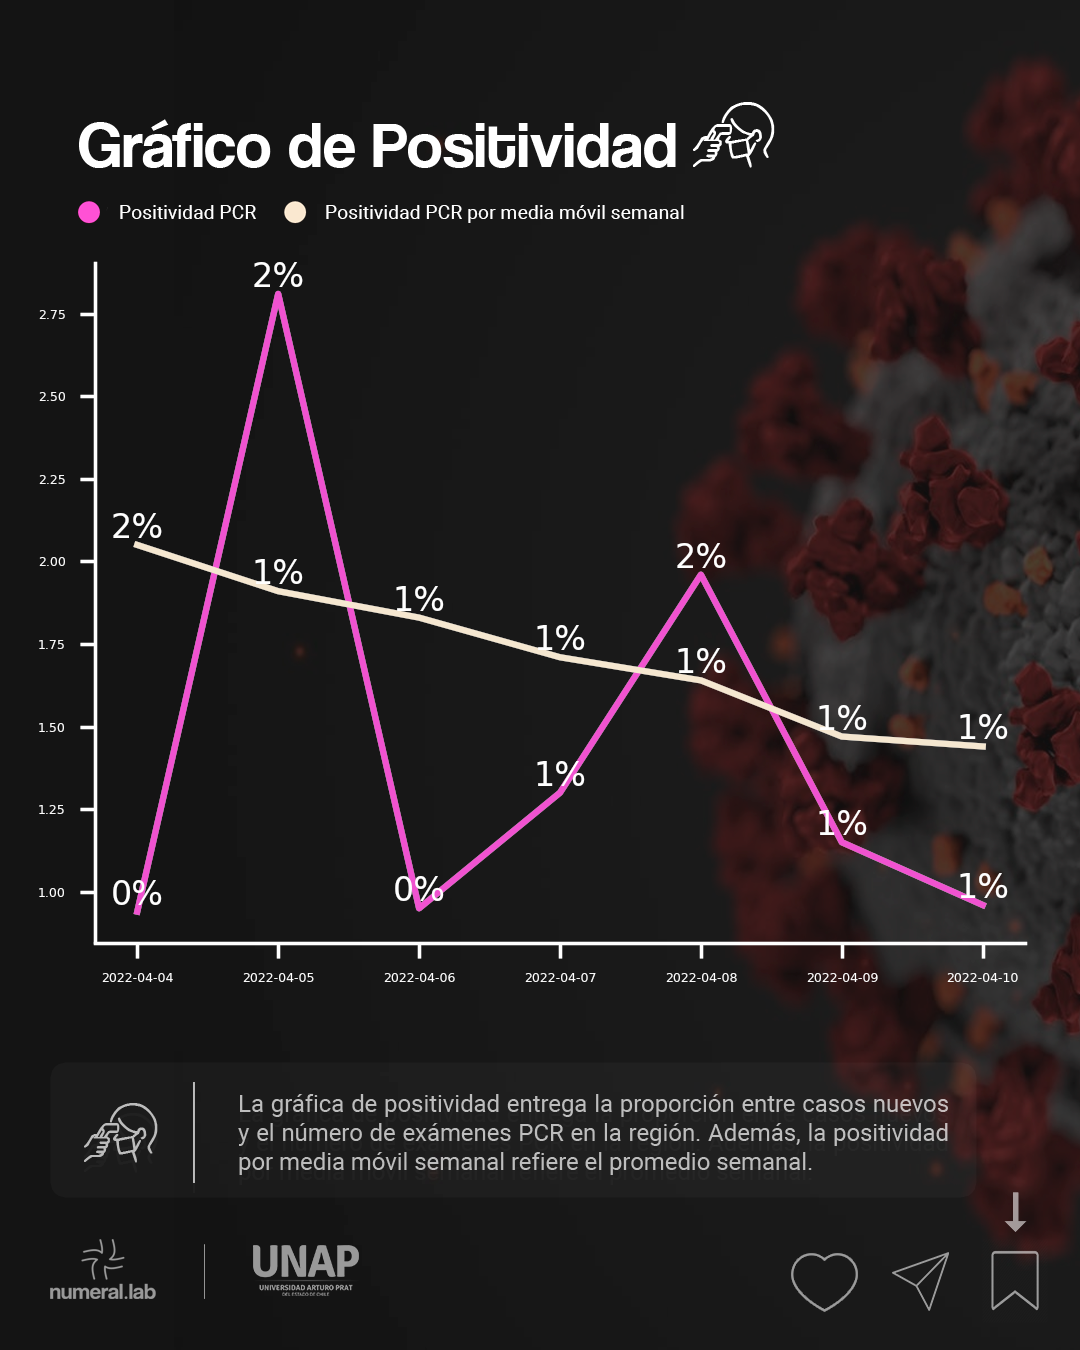 Gráfico de Positividad
Positividad PCR
Positividad PCR por media móvil semanal
2%
2.75
2.50
2.25
2%
2.00
2%
1%
1%
1.75
1%
1%
1.50
1%
1%
1.25
1%
1%
1.00
0%
0%
1%
2022-04-04
2022-04-05
2022-04-06
2022-04-07
2022-04-08
2022-04-09
2022-04-10
La gráfica de positividad entrega la proporción entre casos nuevos
y el número de exámenes PCR en la región. Además, la positividad
por media móvil semanal refiere el promedio semanal.
numeral.lab
UNAP
UNIVERSIDAD ARTURO PRAT
DEL ESTADO DE CHILE